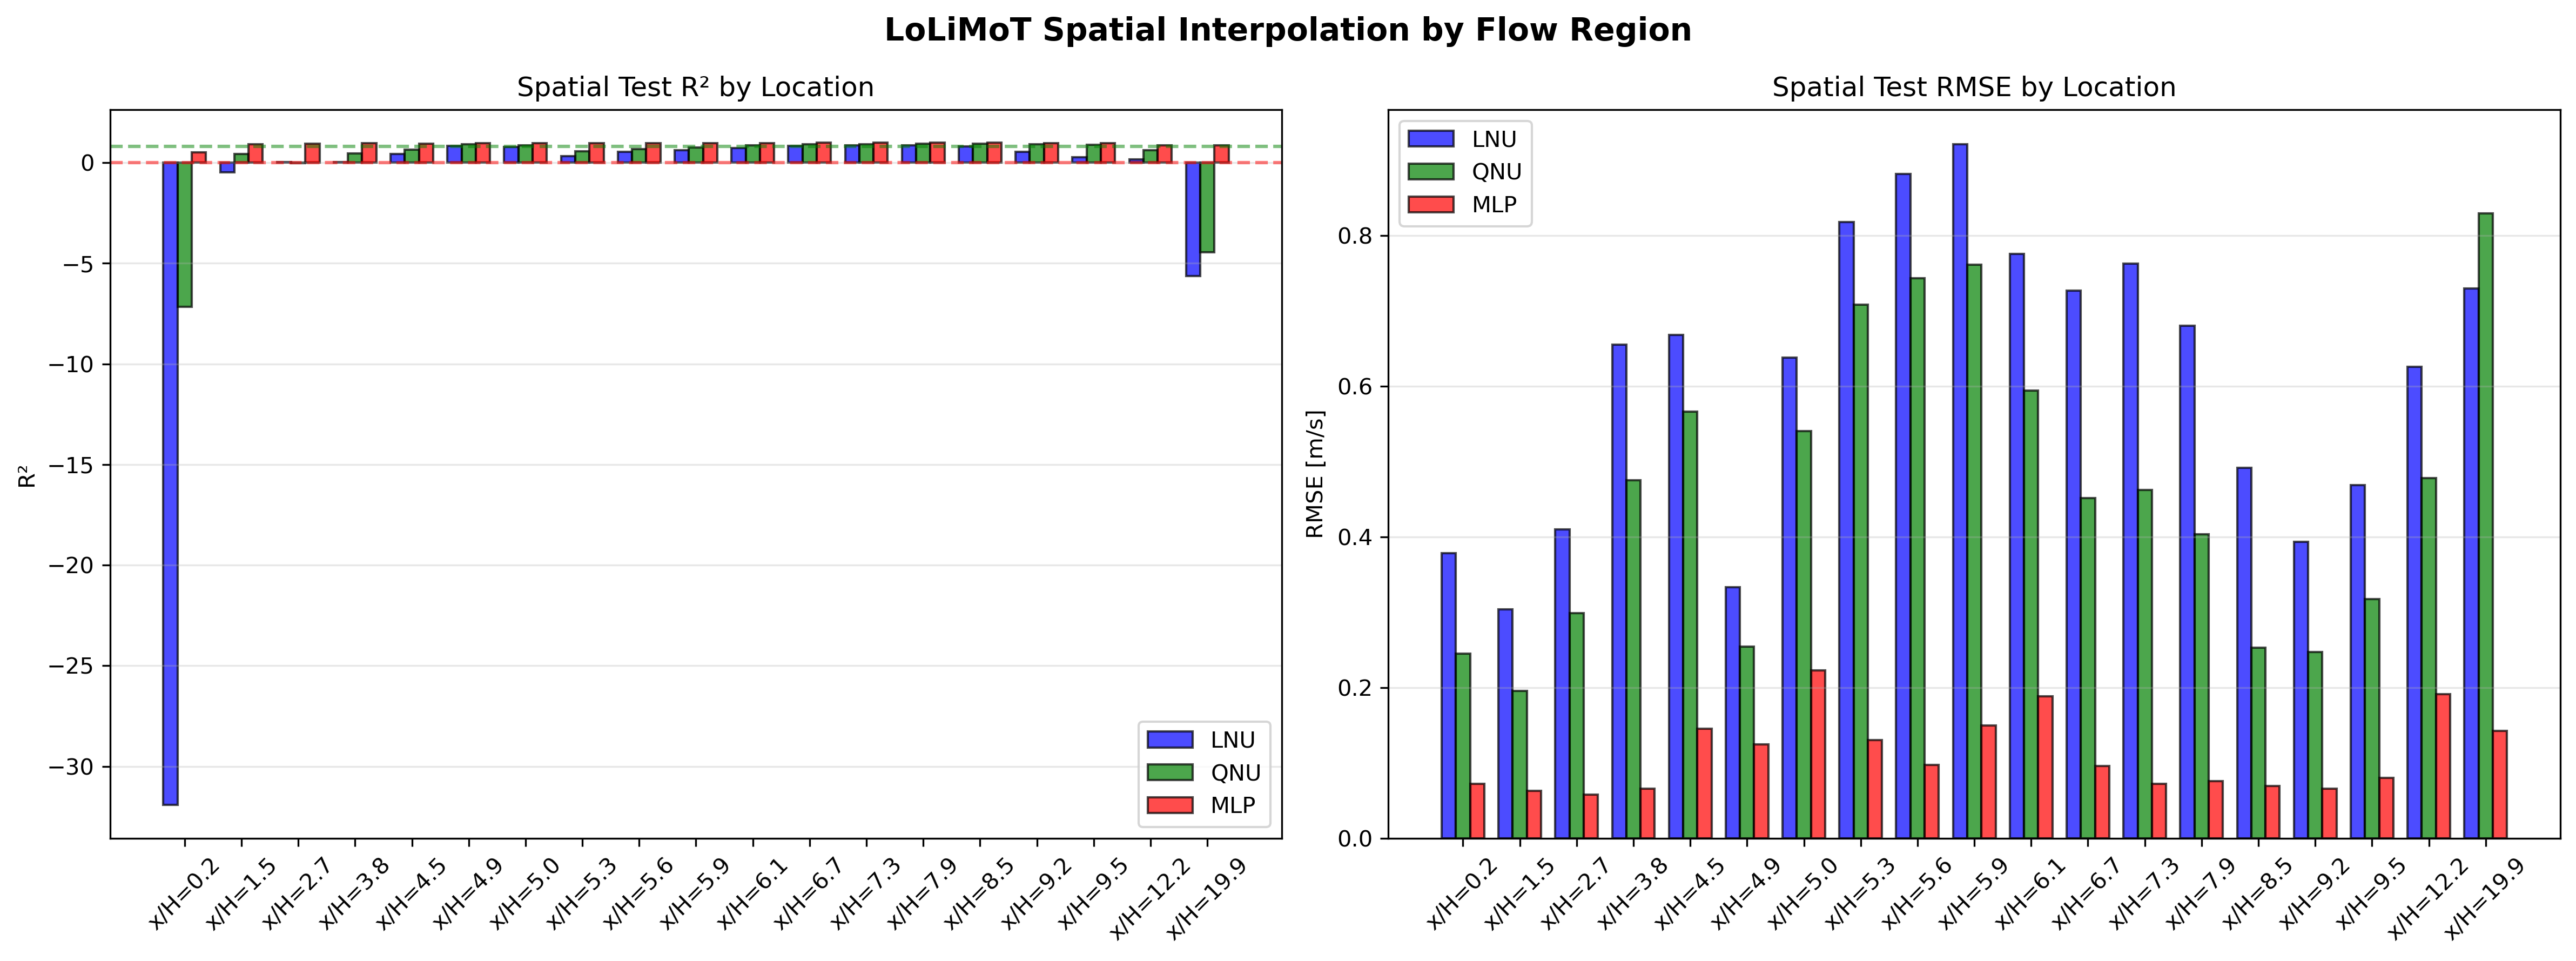 LoLiMoT Spatial Interpolation by Flow Region
Spatial Test R² by Location
R²
0
−5
−10
−15
−20
−25
−30
LNU
QNU
MLP
x/H=0.2
x/H=1.5
x/H=2.7
x/H=3.8
x/H=4.5
x/H=4.9
x/H=5.0
x/H=5.3
x/H=5.6
x/H=5.9
x/H=6.1
x/H=6.7
x/H=7.3
x/H=7.9
x/H=8.5
x/H=9.2
x/H=9.5
x/H=12.2
x/H=19.9
Spatial Test RMSE by Location
RMSE [m/s]
LNU
QNU
MLP
0.8
0.6
0.4
0.2
0.0
x/H=0.2
x/H=1.5
x/H=2.7
x/H=3.8
x/H=4.5
x/H=4.9
x/H=5.0
x/H=5.3
x/H=5.6
x/H=5.9
x/H=6.1
x/H=6.7
x/H=7.3
x/H=7.9
x/H=8.5
x/H=9.2
x/H=9.5
x/H=12.2
x/H=19.9